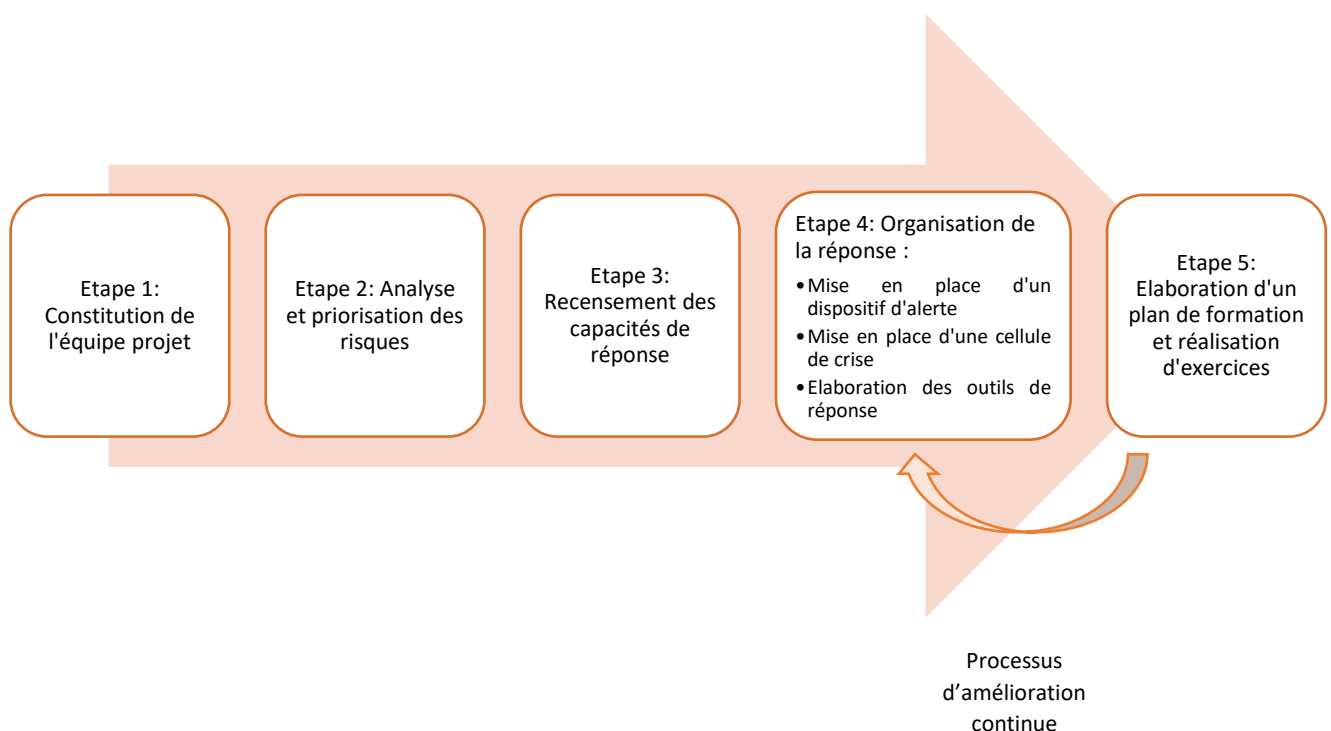 Etape 1:
Constitution de
l'équipe projet
Etape 2: Analyse
et priorisation des
risques
Etape 3:
Recensement des
capacités de
réponse
Etape 4: Organisation de
la réponse :
•Mise en place d'un
dispositif d'alerte
•Mise en place d'une cellule
de crise
•Elaboration des outils de
réponse
Etape 5:
Elaboration d'un
plan de formation
et réalisation
d'exercices
Processus
d’amélioration
continue